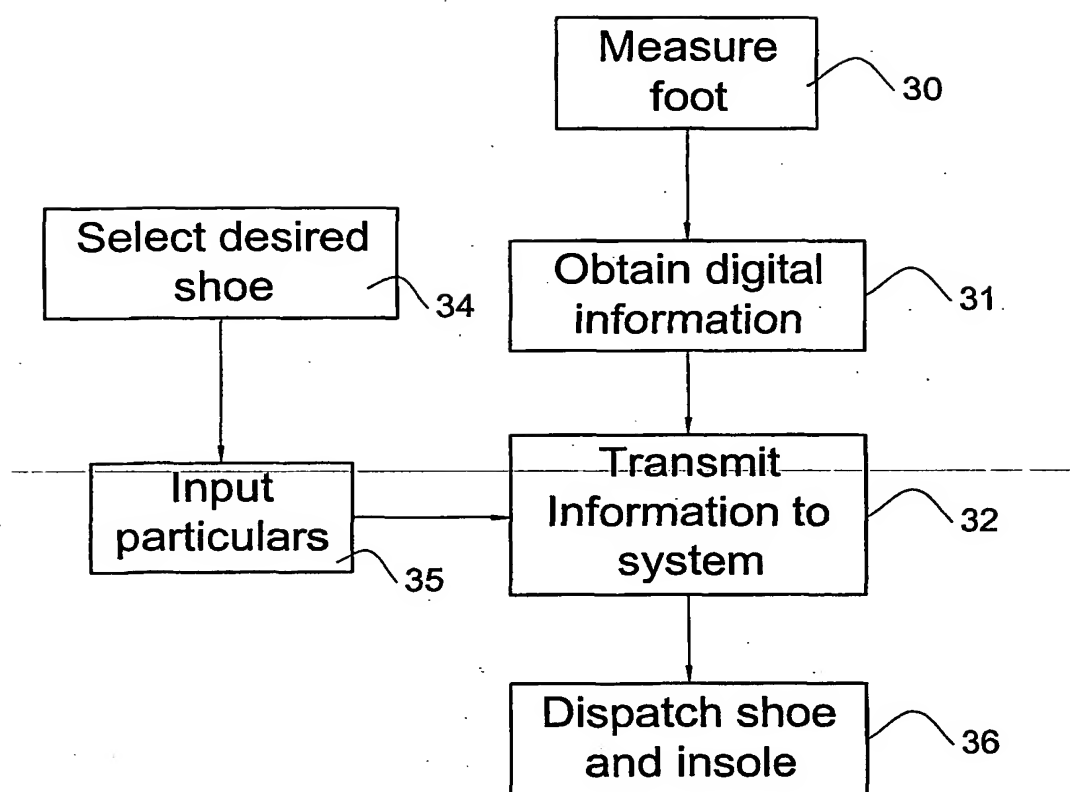 Measure
foot
30
Select desired
shoe
34
Obtain digital
information
31
Input
particulars
35
Transmit
Information to
system
32
Dispatch shoe
and insole
36